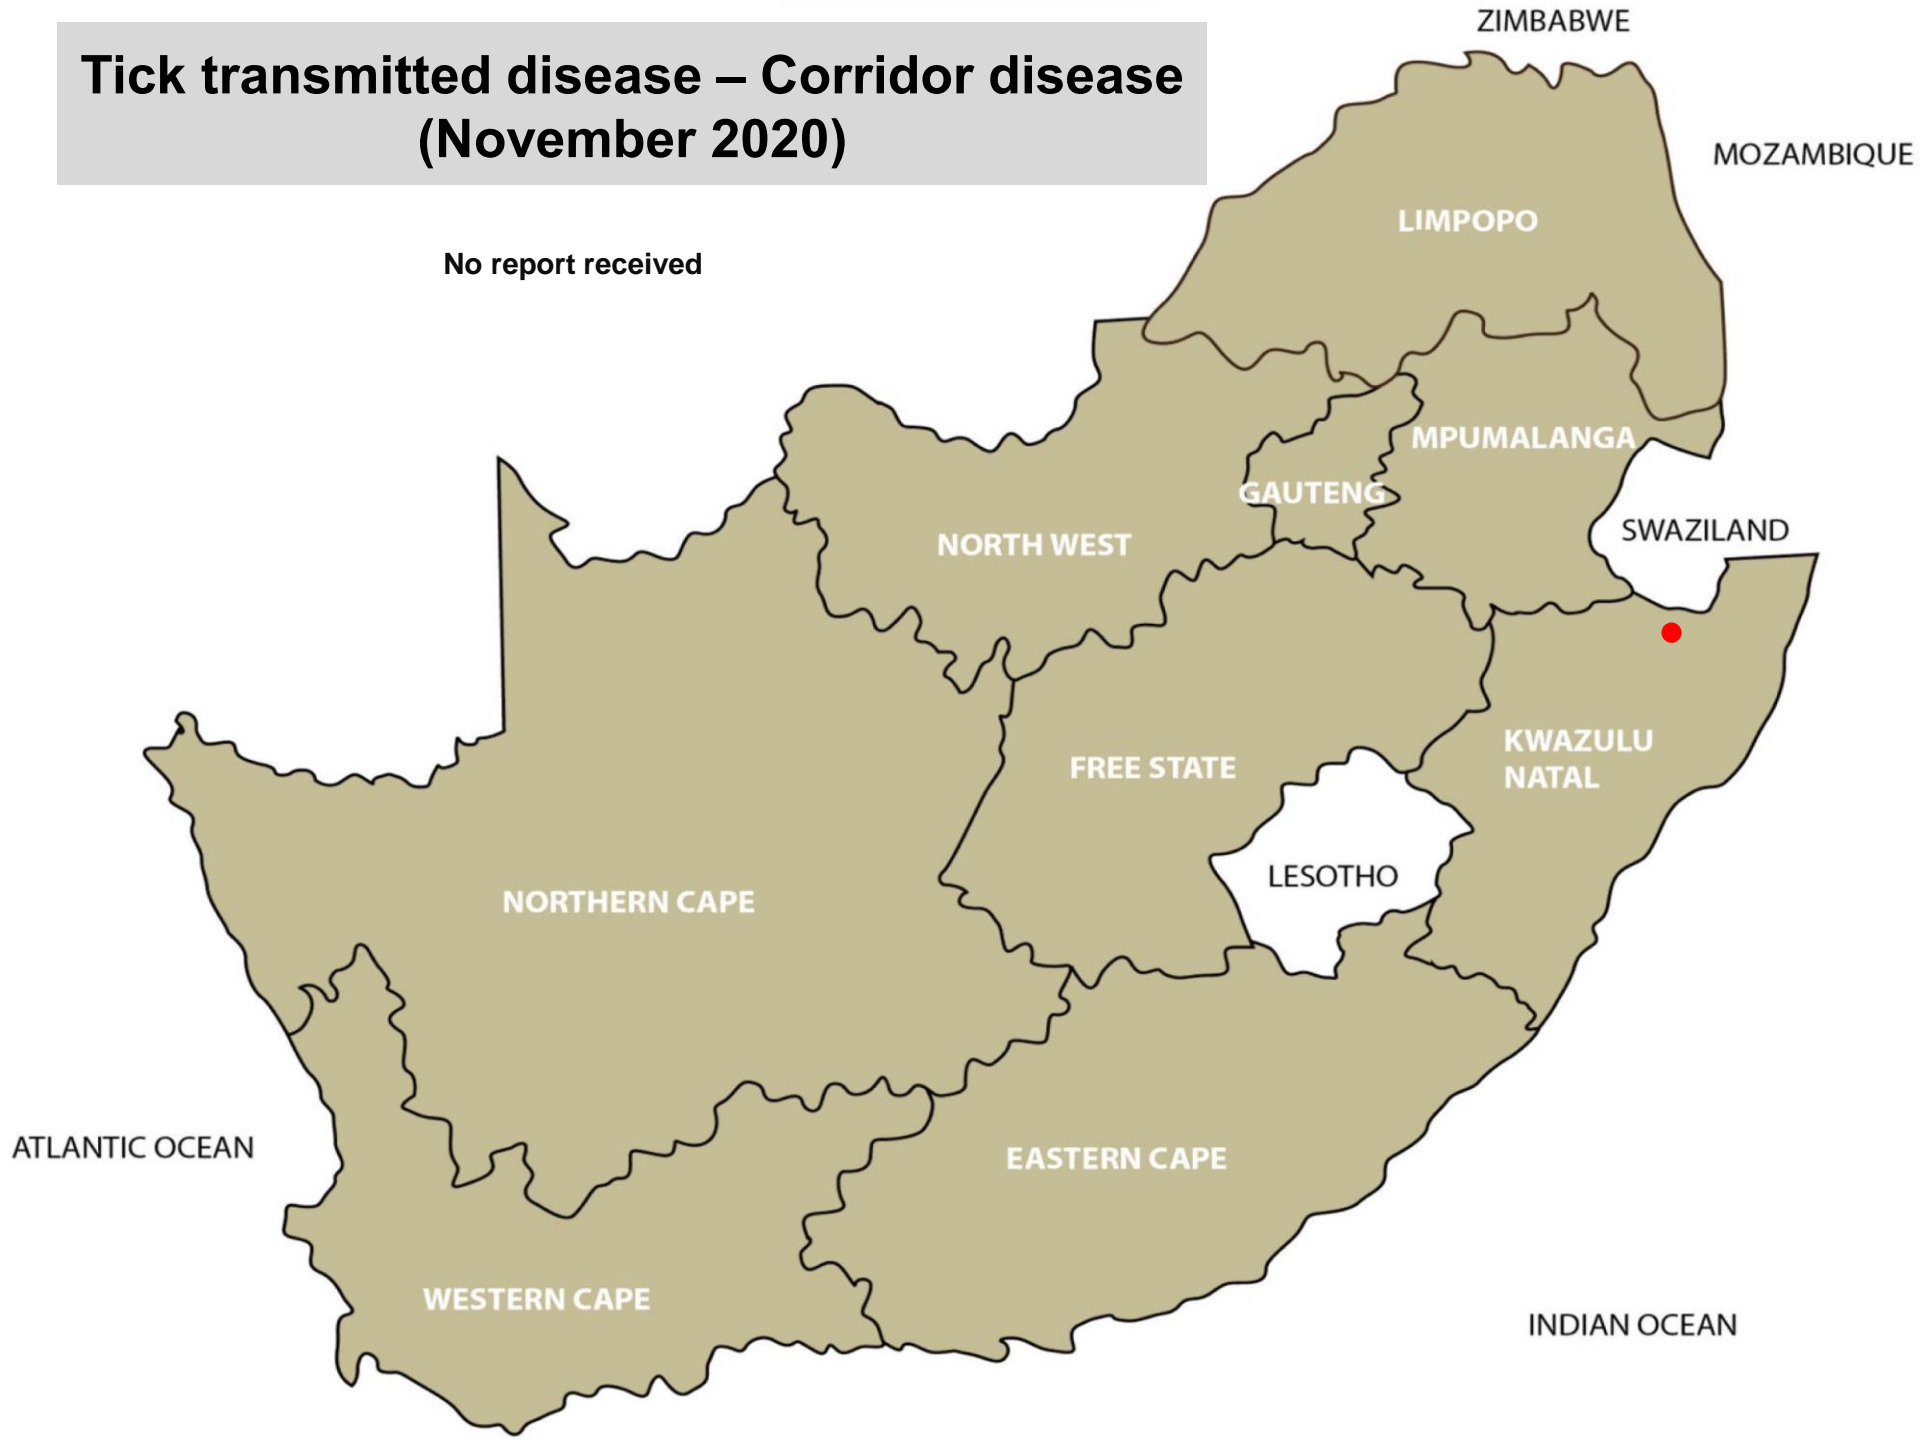 Tick transmitted disease – Corridor disease
(November 2020)
No report received
ZIMBABWE
MOZAMBIQUE
LIMPOPO
MPUMALANGA
GAUTENG
SWAZILAND
NORTH WEST
KWAZULU
NATAL
FREE STATE
LESOTHO
NORTHERN CAPE
ATLANTIC OCEAN
EASTERN CAPE
WESTERN CAPE
INDIAN OCEAN